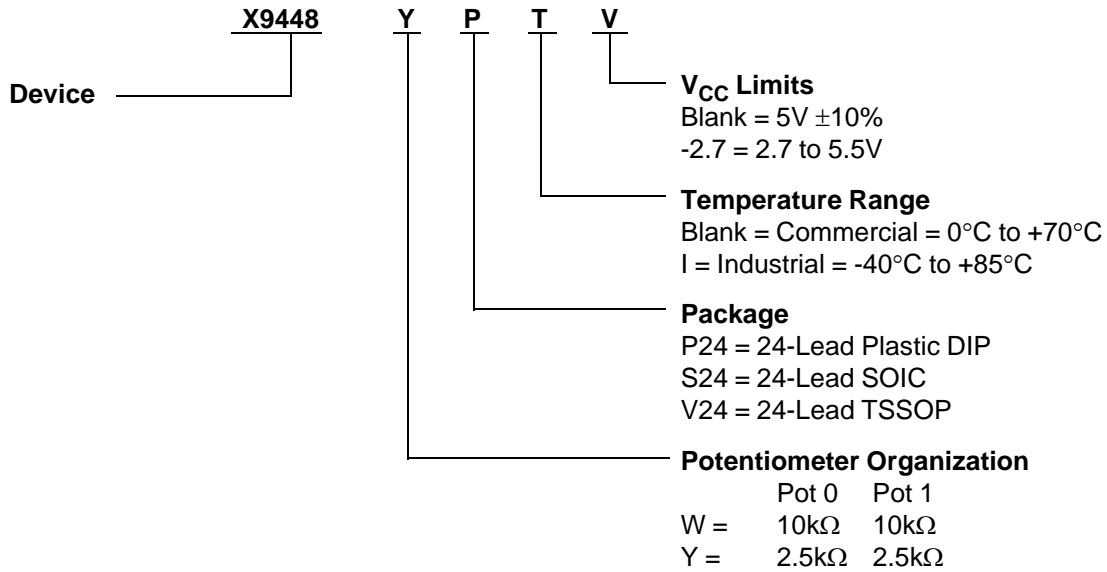 X9448 Y P T V
Device
VCC Limits
Blank = 5V ±10%
-2.7 = 2.7 to 5.5V
Temperature Range
Blank = Commercial = 0°C to +70°C
I = Industrial = -40°C to +85°C
Package
P24 = 24-Lead Plastic DIP
S24 = 24-Lead SOIC
V24 = 24-Lead TSSOP
Potentiometer Organization
Pot 0 Pot 1
W = 10kΩ 10kΩ
Y = 2.5kΩ 2.5kΩ